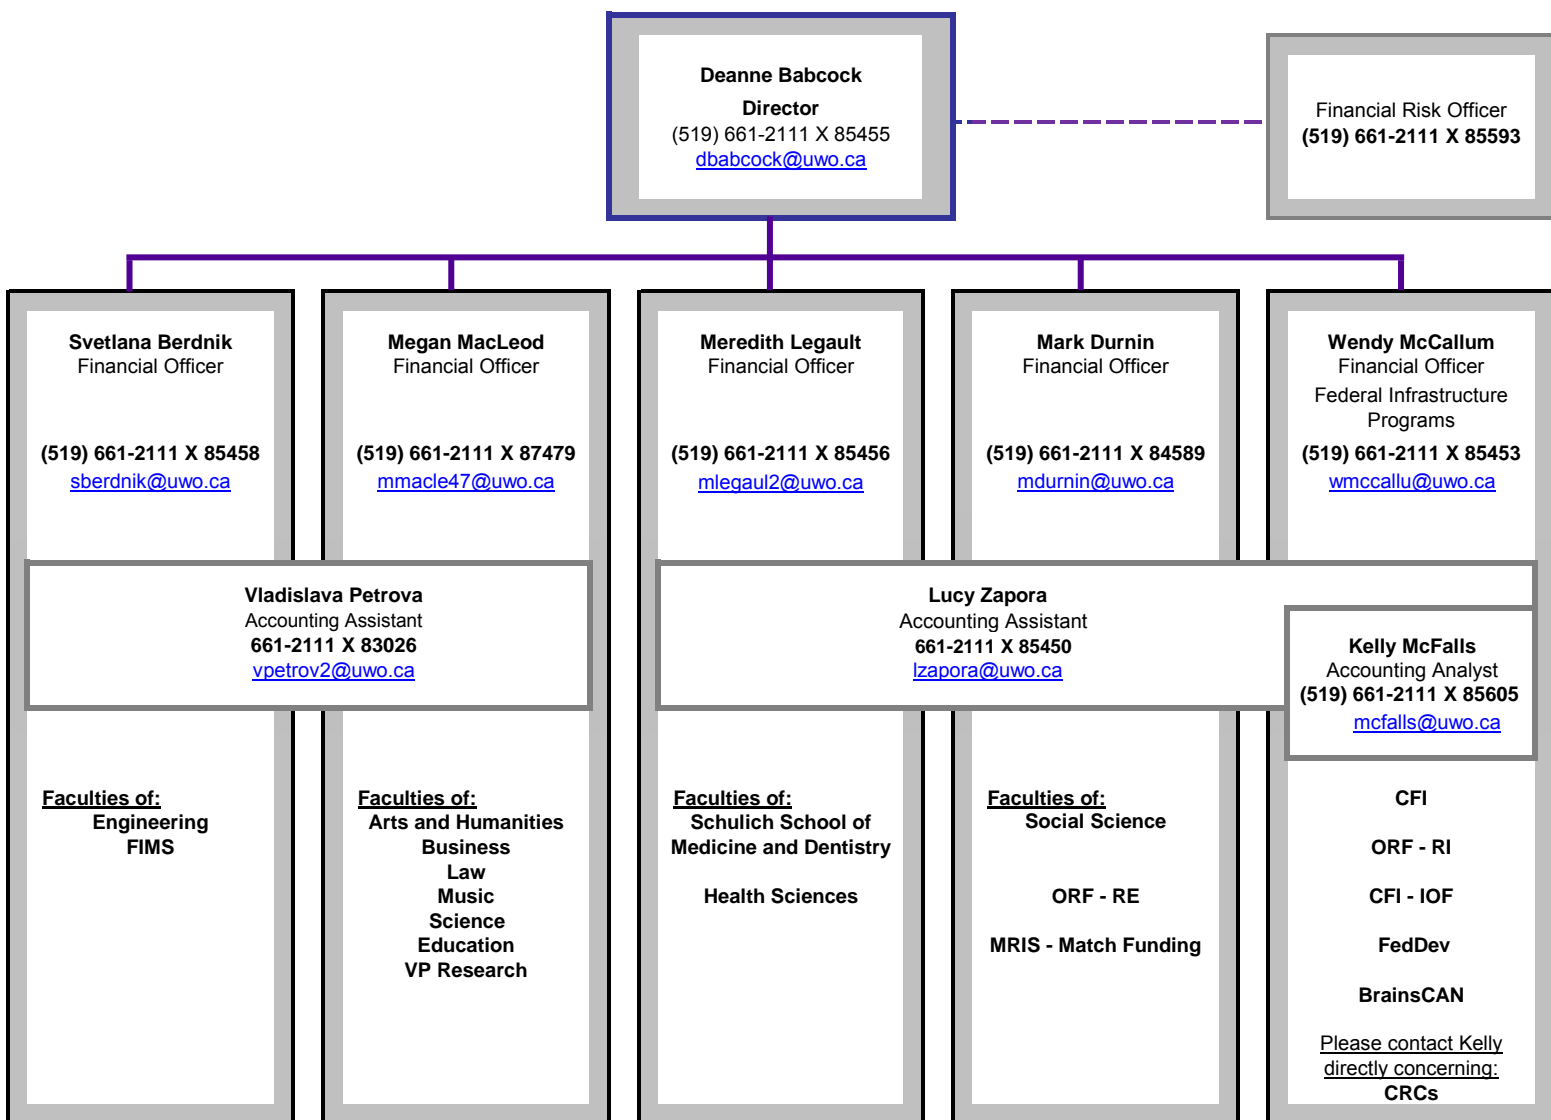 Deanne Babcock
Director
(519) 661-2111 X 85455
dbabcock@uwo.ca
Financial Risk Officer
(519) 661-2111 X 85593
Svetlana Berdnik
Financial Officer
(519) 661-2111 X 85458
sberdnik@uwo.ca
Megan MacLeod
Financial Officer
(519) 661-2111 X 87479
mmacle47@uwo.ca
Meredith Legault
Financial Officer
(519) 661-2111 X 85456
mlegaul2@uwo.ca
Mark Durnin
Financial Officer
(519) 661-2111 X 84589
mdurnin@uwo.ca
Wendy McCallum
Financial Officer
Federal Infrastructure
Programs
(519) 661-2111 X 85453
wmccallu@uwo.ca
Vladislava Petrova
Accounting Assistant
661-2111 X 83026
vpetrov2@uwo.ca
Lucy Zapora
Accounting Assistant
661-2111 X 85450
lzapora@uwo.ca
Kelly McFalls
Accounting Analyst
(519) 661-2111 X 85605
mcfalls@uwo.ca
Faculties of:
Engineering
FIMS
Faculties of:
Arts and Humanities
Business
Law
Music
Science
Education
VP Research
Faculties of:
Schulich School of
Medicine and Dentistry
Health Sciences
Faculties of:
Social Science
ORF - RE
MRIS - Match Funding
CFI
ORF - RI
CFI - IOF
FedDev
BrainsCAN
Please contact Kelly
directly concerning:
CRCs